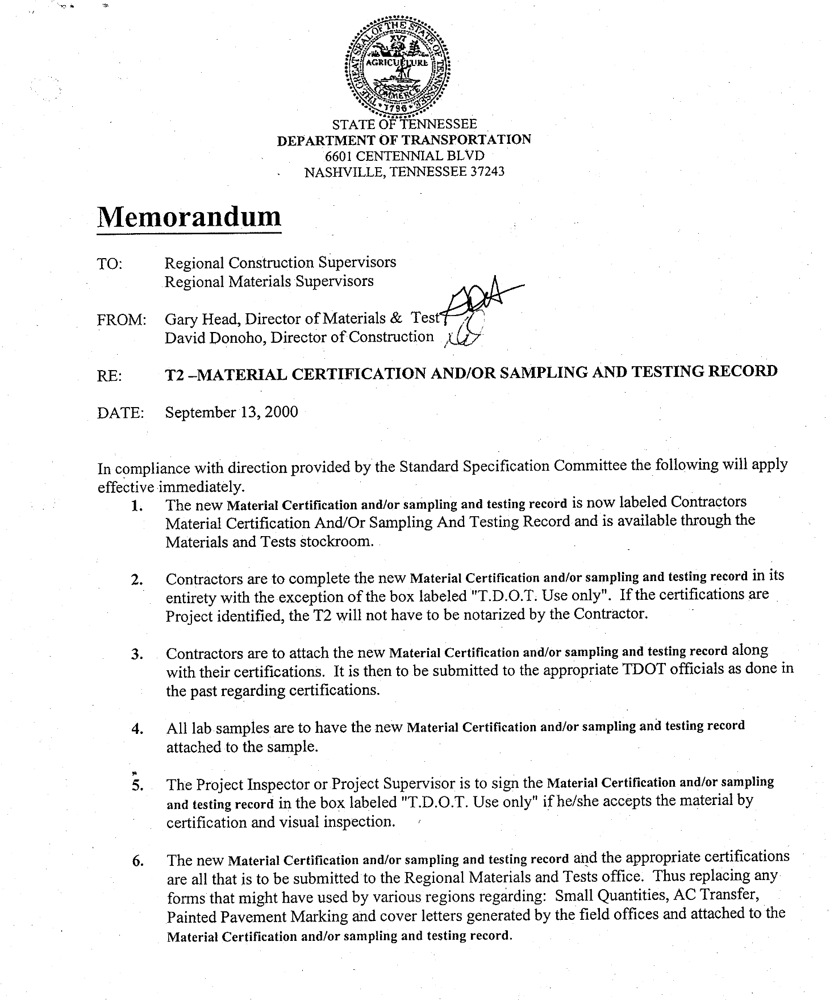 THE GREAT SEAL OF THE STATE OF TENNESSEE
XVI
AGRICULTURE
COMMERCE
1796
STATE OF TENNESSEE
DEPARTMENT OF TRANSPORTATION
6601 CENTENNIAL BLVD
NASHVILLE, TENNESSEE 37243
Memorandum
TO: Regional Construction Supervisors
Regional Materials Supervisors
FROM: Gary Head, Director of Materials & Test
David Donoho, Director of Construction
RE: T2 –MATERIAL CERTIFICATION AND/OR SAMPLING AND TESTING RECORD
DATE: September 13, 2000
In compliance with direction provided by the Standard Specification Committee the following will apply
effective immediately.
1. The new Material Certification and/or sampling and testing record is now labeled Contractors
Material Certification And/Or Sampling And Testing Record and is available through the
Materials and Tests stockroom.
2. Contractors are to complete the new Material Certification and/or sampling and testing record in its
entirety with the exception of the box labeled "T.D.O.T. Use only". If the certifications are
Project identified, the T2 will not have to be notarized by the Contractor.
3. Contractors are to attach the new Material Certification and/or sampling and testing record along
with their certifications. It is then to be submitted to the appropriate TDOT officials as done in
the past regarding certifications.
4. All lab samples are to have the new Material Certification and/or sampling and testing record
attached to the sample.
5. The Project Inspector or Project Supervisor is to sign the Material Certification and/or sampling
and testing record in the box labeled "T.D.O.T. Use only" if he/she accepts the material by
certification and visual inspection.
6. The new Material Certification and/or sampling and testing record and the appropriate certifications
are all that is to be submitted to the Regional Materials and Tests office. Thus replacing any
forms that might have used by various regions regarding: Small Quantities, AC Transfer,
Painted Pavement Marking and cover letters generated by the field offices and attached to the
Material Certification and/or sampling and testing record.